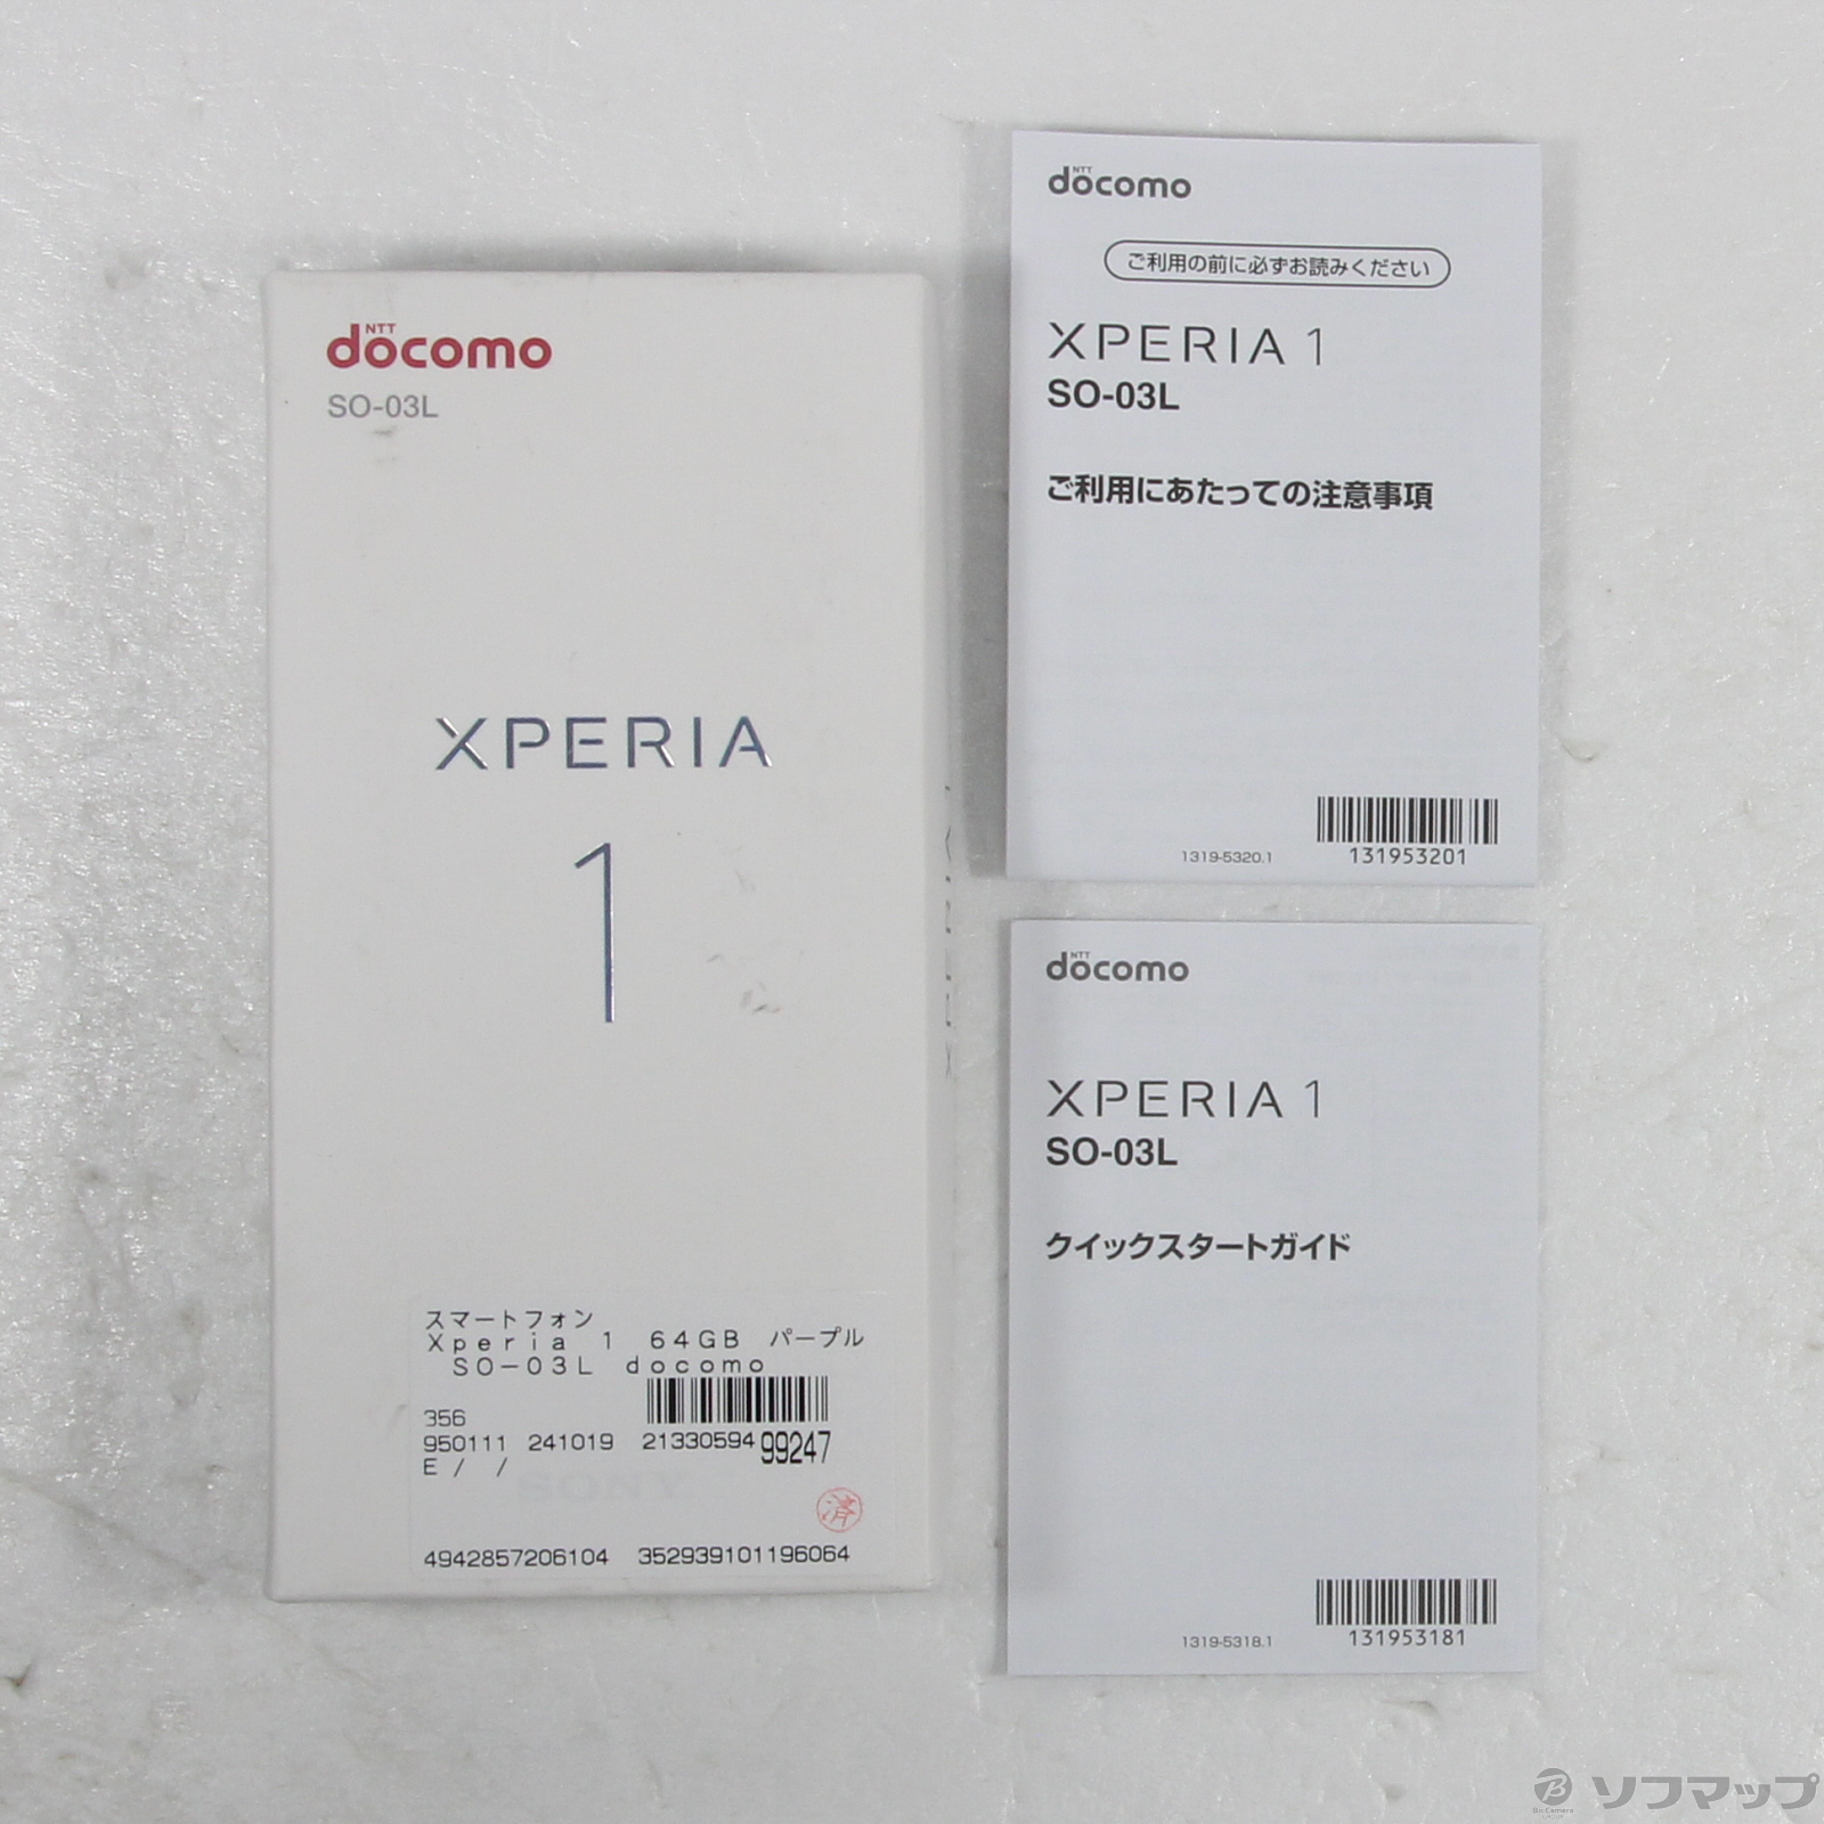 NTT
docomo
SO-03L
XPERIA
1
スマートフォン
Xperia 1 64GB パープル
SO-03L docomo
356
950111 241019 2133059499247
E / /
SONY
済
4942857206104 352939101196064
NTT
docomo
ご利用の前に必ずお読みください
XPERIA 1
SO-03L
ご利用にあたっての注意事項
1319-5320.1
131953201
NTT
docomo
XPERIA 1
SO-03L
クイックスタートガイド
1319-5318.1
131953181
BicCamera
GROUP
ソフマップ